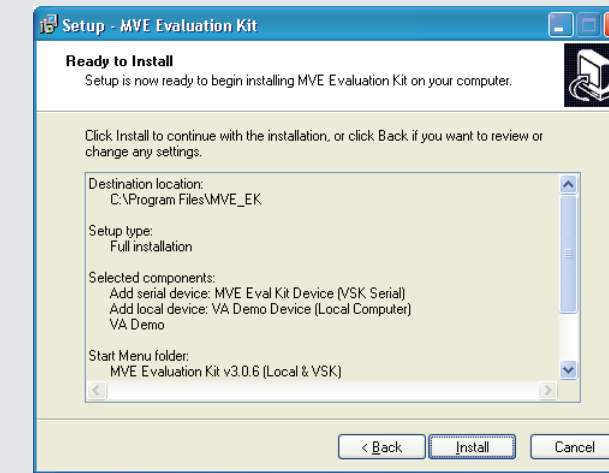 Setup - MVE Evaluation Kit
Ready to Install
Setup is now ready to begin installing MVE Evaluation Kit on your computer.
Click Install to continue with the installation, or click Back if you want to review or
change any settings.
Destination location:
C:\Program Files\MVE_EK
Setup type:
Full installation
Selected components:
Add serial device: MVE Eval Kit Device (VSK Serial)
Add local device: VA Demo Device (Local Computer)
VA Demo
Start Menu folder:
MVE Evaluation Kit v3.0.6 (Local & VSK)
< Back
Install
Cancel